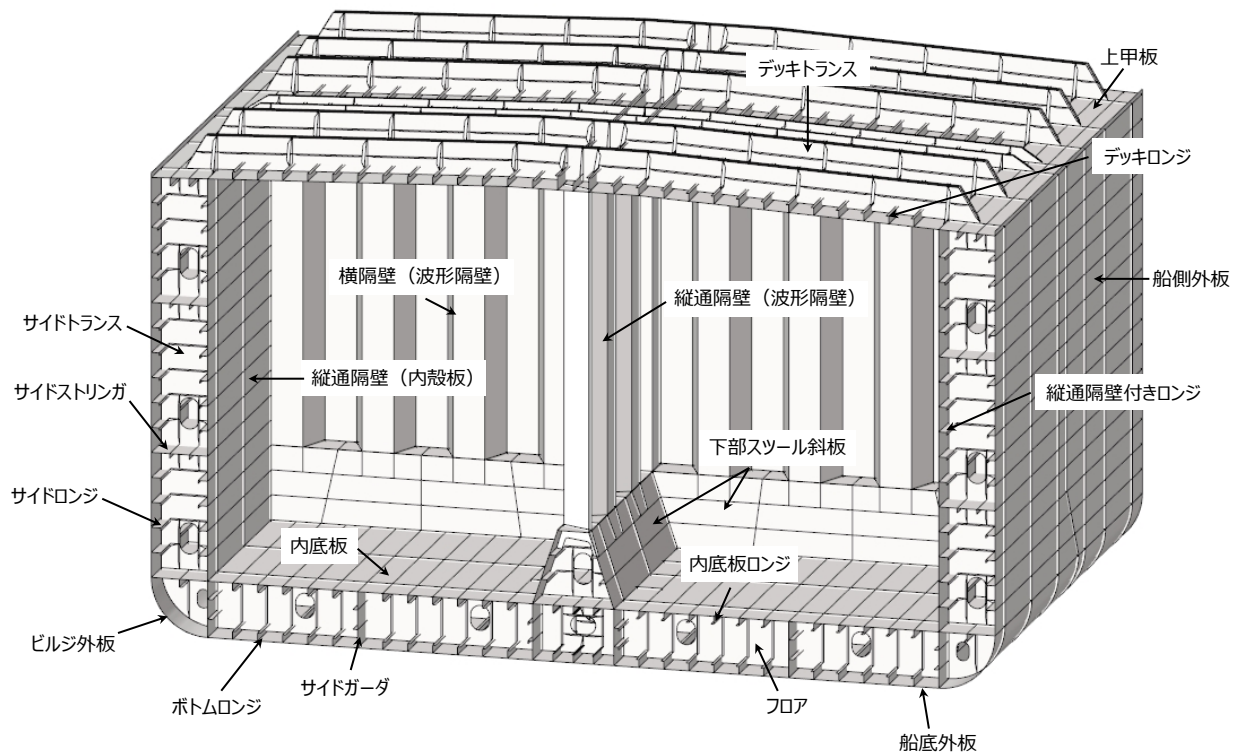 デッキトランス
上甲板
デッキロンジ
横隔壁（波形隔壁）
縦通隔壁（波形隔壁）
船側外板
サイドトランス
縦通隔壁（内殻板）
サイドストリンガ
縦通隔壁付きロンジ
下部スツール斜板
サイドロンジ
内底板
内底板ロンジ
ビルジ外板
サイドガーダ
ボトムロンジ
フロア
船底外板